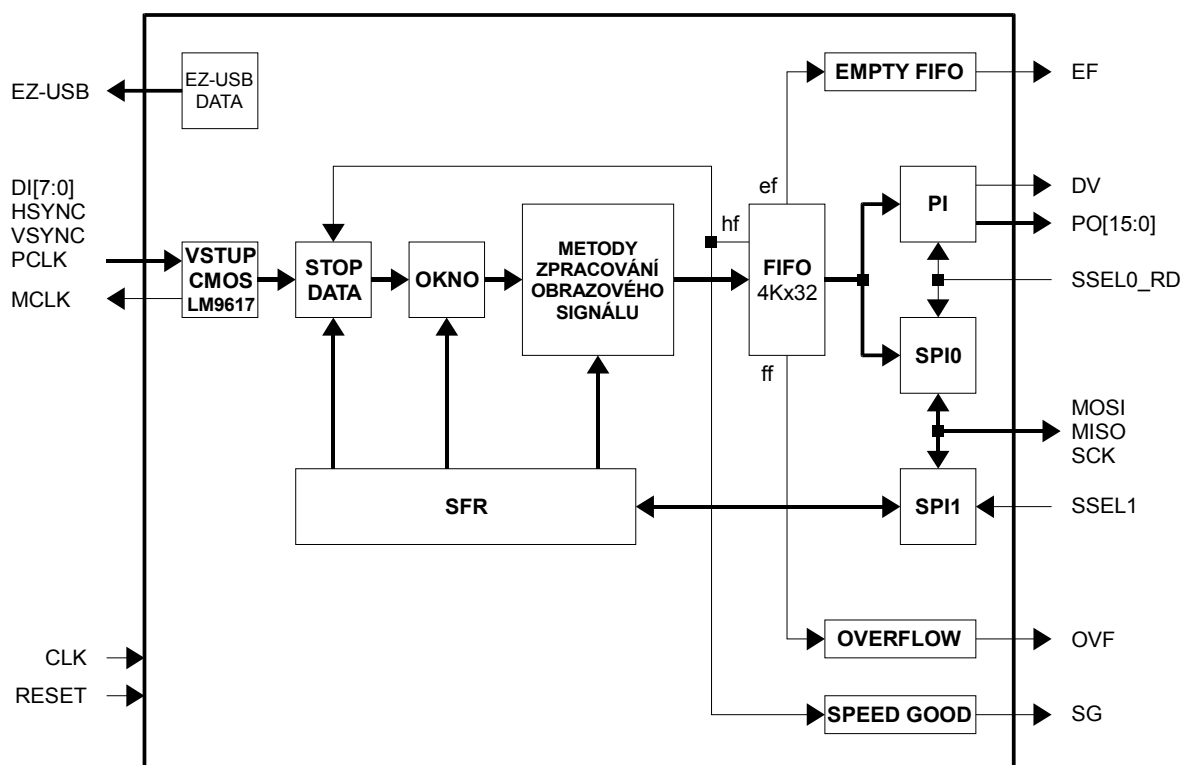 EMPTY FIFO
EF
EZ-USB
EZ-USB
DATA
DI[7:0]
HSYNC
VSYNC
PCLK
MCLK
VSTUP
CMOS
LM9617
STOP
DATA
OKNO
METODY
ZPRACOVÁNÍ
OBRAZOVÉHO
SIGNÁLU
ef
hf
FIFO
4Kx32
ff
PI
DV
PO[15:0]
SSEL0_RD
SPI0
MOSI
MISO
SCK
SFR
SPI1
SSEL1
CLK
RESET
OVERFLOW
OVF
SPEED GOOD
SG